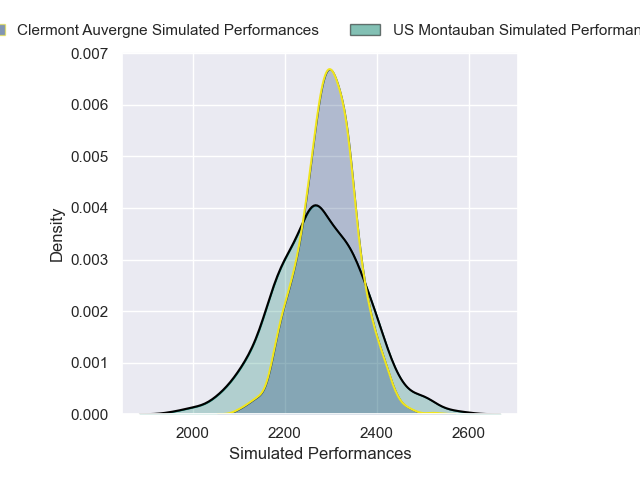 Clermont Auvergne Simulated Performances US Montauban Simulated
0.007
0.006
0.005
0.004
0.003
0.002
0.001
0.000
Density
2000 2200 2400 2600
Simulated Performances